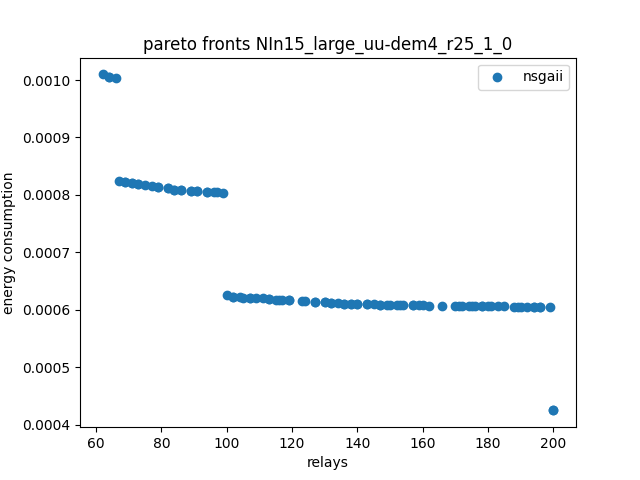 pareto fronts NIn15_large_uu-dem4_r25_1_0
nsgaii
0.0010
0.0009
0.0008
0.0007
0.0006
0.0005
0.0004
energy consumption
60 80 100 120 140 160 180 200
relays